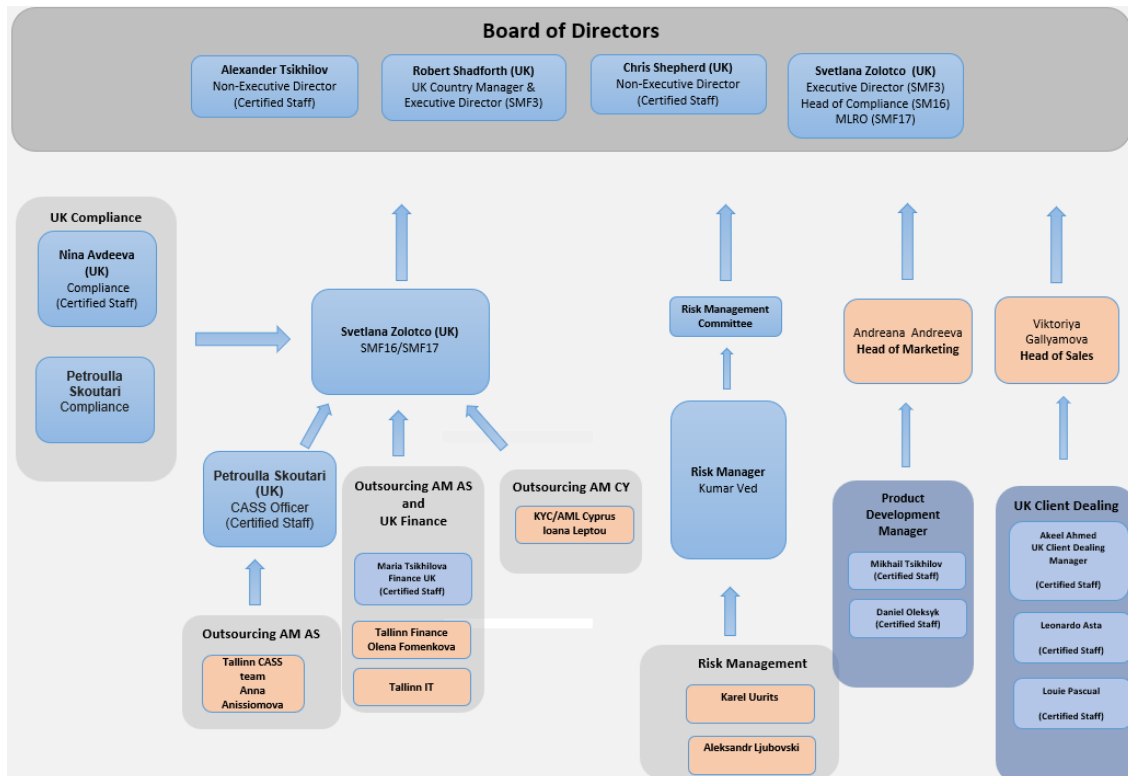 Board of Directors
Alexander Tsikhilov
Non-Executive Director
(Certified Staff)
Robert Shadforth (UK)
UK Country Manager &
Executive Director (SMF3)
Chris Shepherd (UK)
Non-Executive Director
(Certified Staff)
Svetlana Zolotco (UK)
Executive Director (SMF3)
Head of Compliance (SM16)
MLRO (SMF17)
UK Compliance
Nina Avdeeva
(UK)
Compliance
(Certified Staff)
Petroulla
Skoutari
Compliance
Svetlana Zolotco (UK)
SMF16/SMF17
Risk Management
Committee
Andreana Andreeva
Head of Marketing
Viktoriya
Gallyamova
Head of Sales
Petroulla Skoutari
(UK)
CASS Officer
(Certified Staff)
Outsourcing AM AS
and
UK Finance
Maria Tsikhilova
Finance UK
(Certified Staff)
Tallinn Finance
Olena Fomenkova
Tallinn IT
Outsourcing AM CY
KYC/AML Cyprus
Ioana Leptou
Risk Manager
Kumar Ved
Product
Development
Manager
Mikhail Tsikhilov
(Certified Staff)
Daniel Oleksyk
(Certified Staff)
UK Client Dealing
Akeel Ahmed
UK Client Dealing
Manager
(Certified Staff)
Leonardo Asta
(Certified Staff)
Louie Pascual
(Certified Staff)
Outsourcing AM AS
Tallinn CASS
team
Anna
Anissiomova
Risk Management
Karel Uurits
Aleksandr Ljubovski